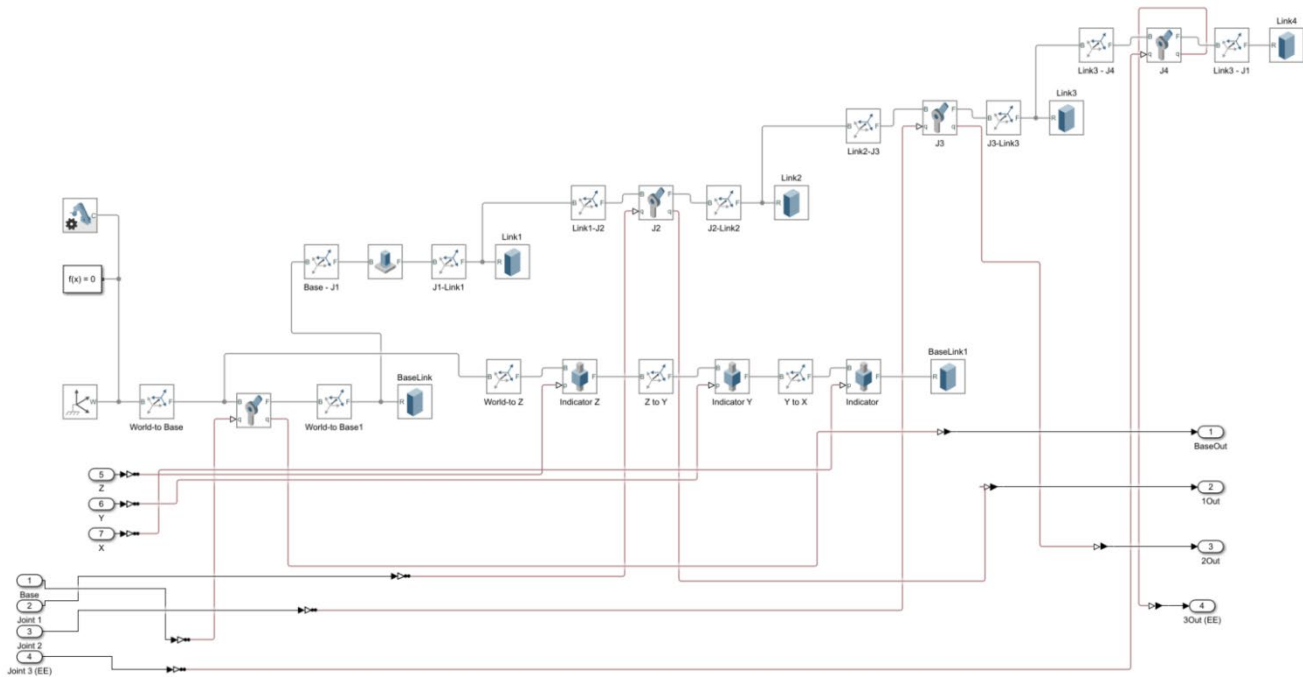 Link4
B
F
B
F
B
F
R
q
q
Link3 - J4
J4
Link3 - J1
Link3
B
F
B
F
B
F
R
q
q
Link2-J3
J3
J3-Link3
Link2
B
F
B
F
B
F
R
q
q
Link1-J2
J2
J2-Link2
C
Link1
B
F
B
F
B
F
R
Base - J1
J1-Link1
f(x) = 0
BaseLink1
B
F
B
F
B
F
B
F
B
F
B
F
R
p
p
p
World-to Z
Indicator Z
Z to Y
Indicator Y
Y to X
Indicator
BaseLink
W
B
F
B
F
B
F
R
q
q
World-to Base
World-to Base1
1
BaseOut
5
Z
2
1Out
6
Y
7
X
3
2Out
1
Base
2
Joint 1
4
3Out (EE)
3
Joint 2
4
Joint 3 (EE)